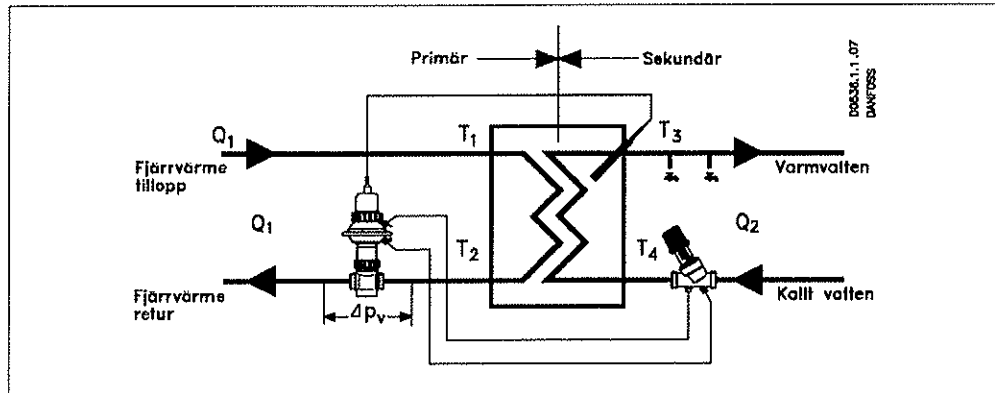 Primär
Sekundär
D0636.1.1.07
DANFOSS
Q1
T1
T3
Fjärrvärme
tillopp
Varmvatten
Q1
T2
T4
Q2
Fjärrvärme
retur
Δpv
Kallt vatten